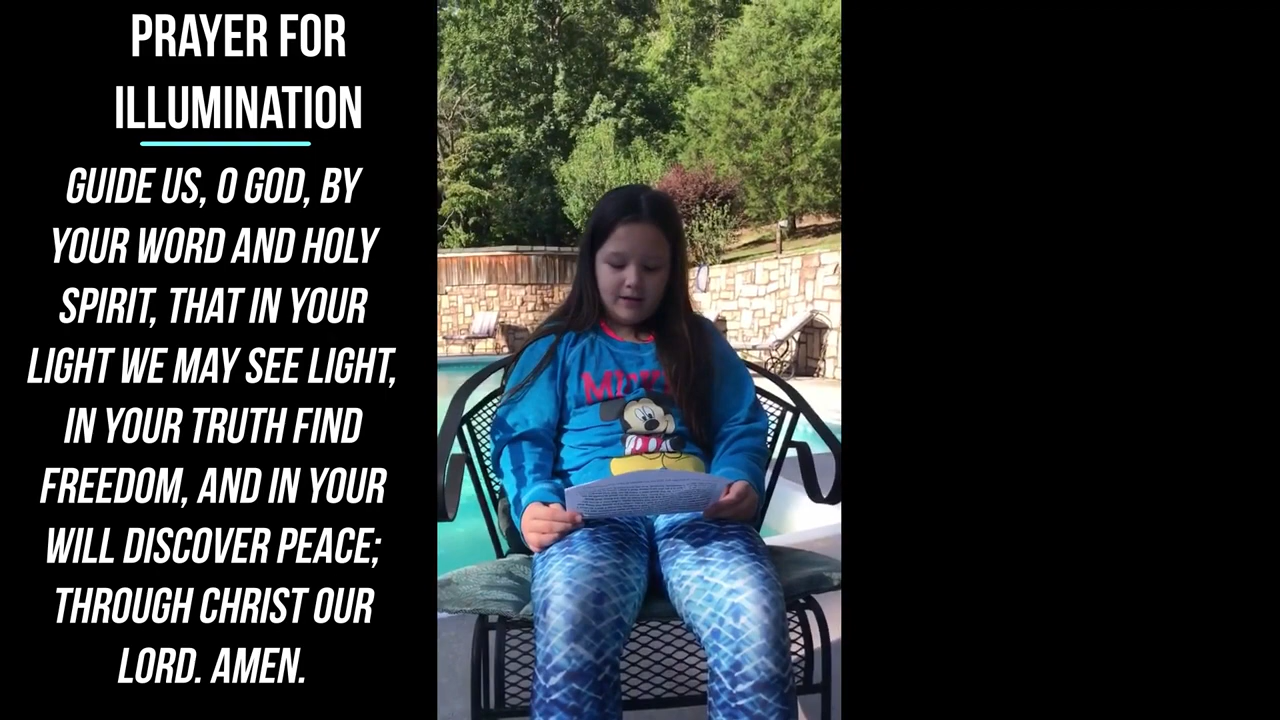 PRAYER FOR
ILLUMINATION
GUIDE US, O GOD, BY
YOUR WORD AND HOLY
SPIRIT, THAT IN YOUR
LIGHT WE MAY SEE LIGHT,
IN YOUR TRUTH FIND
FREEDOM, AND IN YOUR
WILL DISCOVER PEACE;
THROUGH CHRIST OUR
LORD. AMEN.